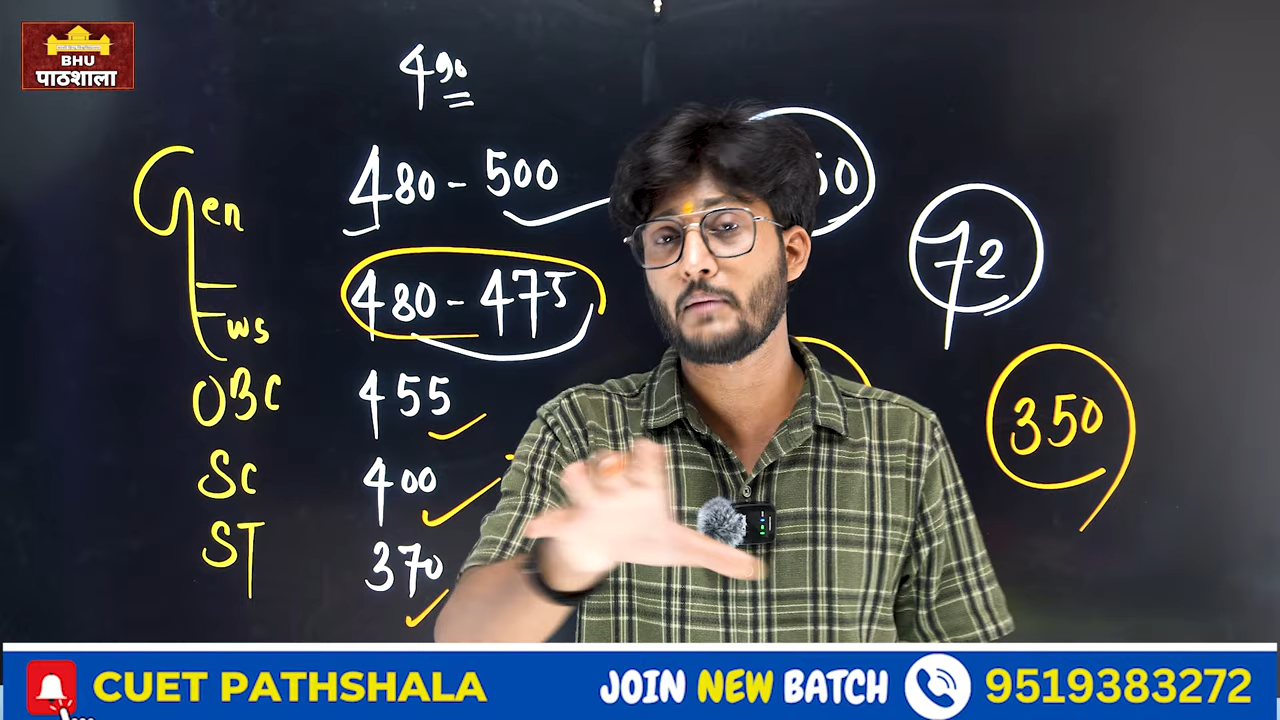 BHU
पाठशाला
490
Gen 480 - 500
72
Ews 480 - 475
OBC 455
350
SC 400
ST 370
CUET PATHSHALA JOIN NEW BATCH 9519383272